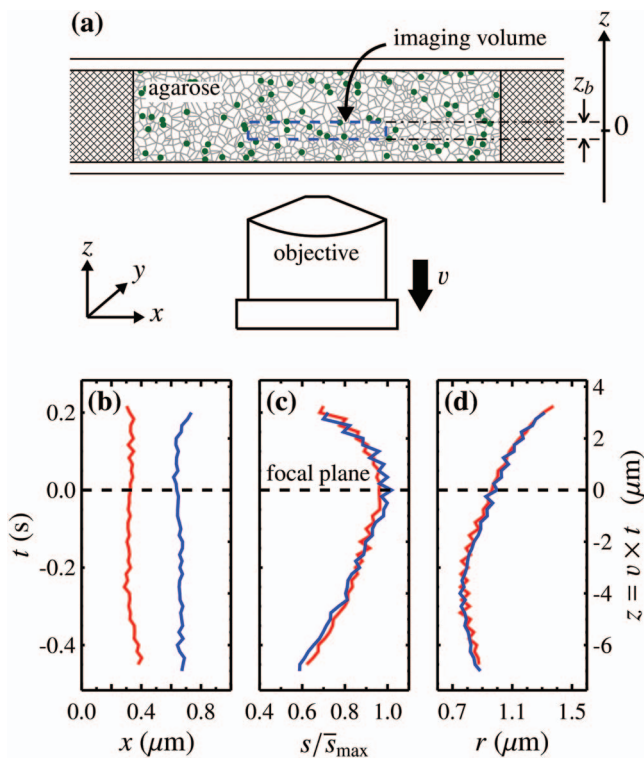 (a)
imaging volume
z
agarose
z_b
0
objective
z
y
x
v
(b)
(c)
(d)
0.2
0.0
-0.2
-0.4
t (s)
focal plane
4
2
0
-2
-4
-6
z = v × t (μm)
0.0 0.4 0.8
0.4 0.6 0.8 1.0
0.7 1.1 1.5
x (μm)
s/s̅max
r (μm)